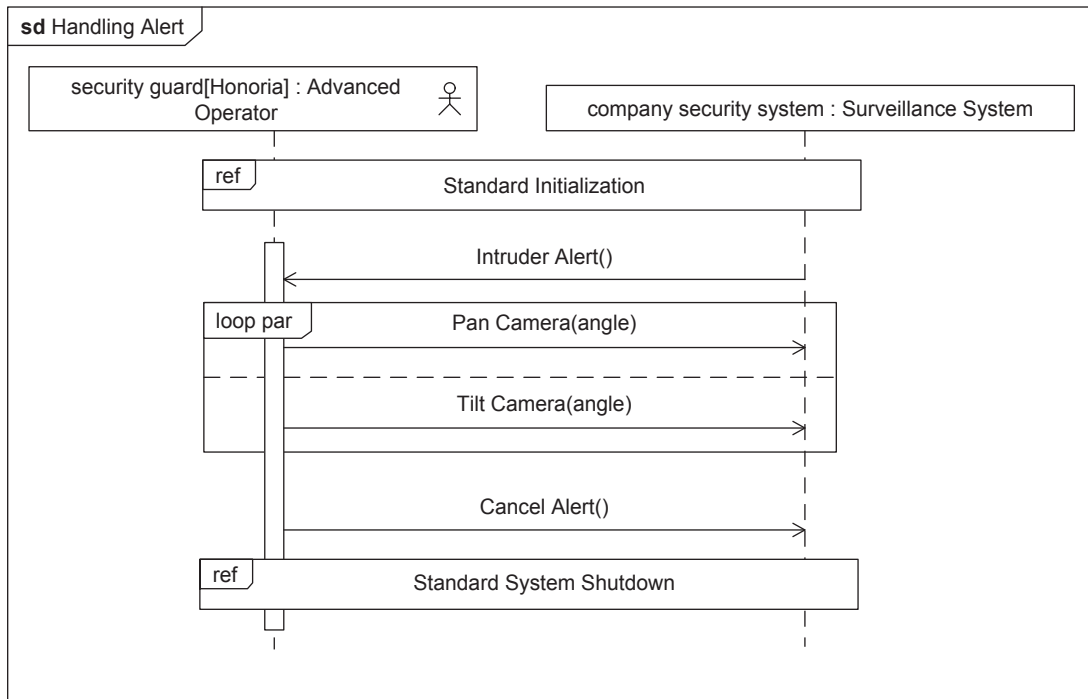 sd Handling Alert
security guard[Honoria] : Advanced
Operator
company security system : Surveillance System
ref
Standard Initialization
Intruder Alert()
loop par
Pan Camera(angle)
Tilt Camera(angle)
Cancel Alert()
ref
Standard System Shutdown